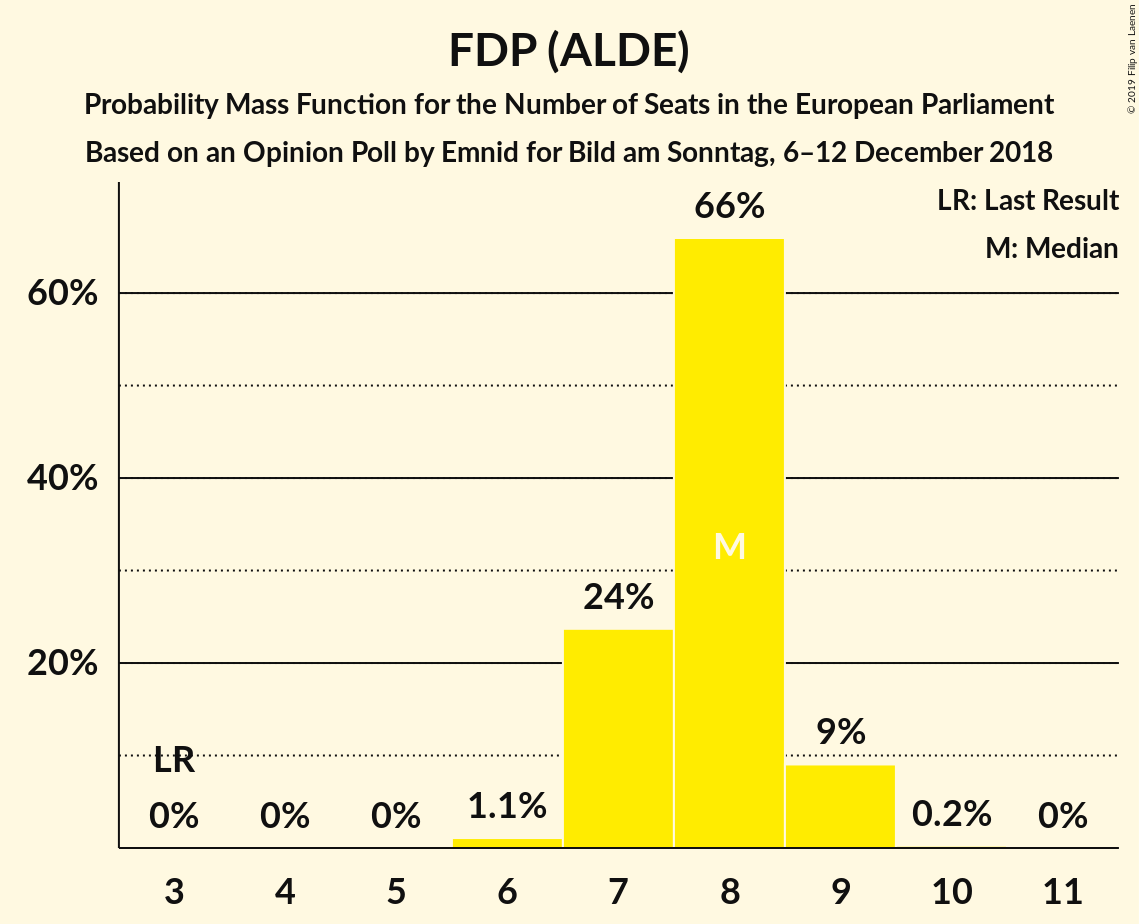 FDP (ALDE)
Probability Mass Function for the Number of Seats in the European Parliament
Based on an Opinion Poll by Emnid for Bild am Sonntag, 6–12 December 2018
© 2019 Filip van Laenen
LR: Last Result
M: Median
66%
60%
40%
M
24%
20%
9%
LR
0%
0%
0%
1.1%
0.2%
0%
3
4
5
6
7
8
9
10
11